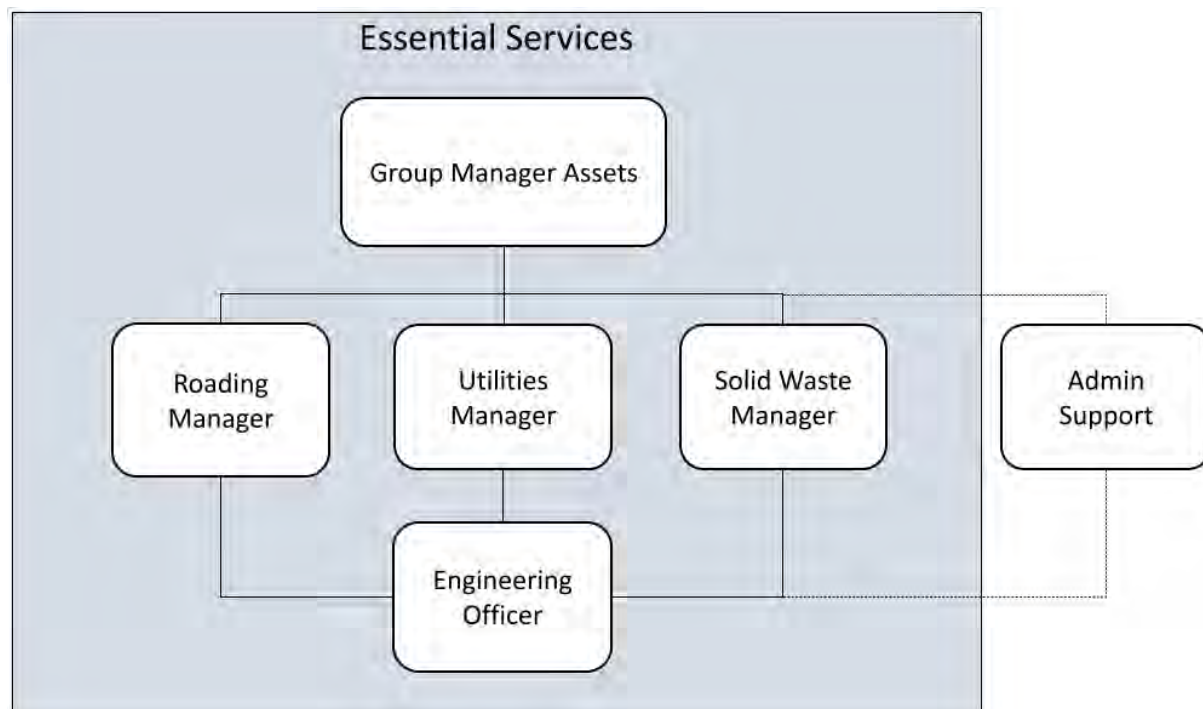 Essential Services
Group Manager Assets
Roading
Manager
Utilities
Manager
Solid Waste
Manager
Admin
Support
Engineering
Officer